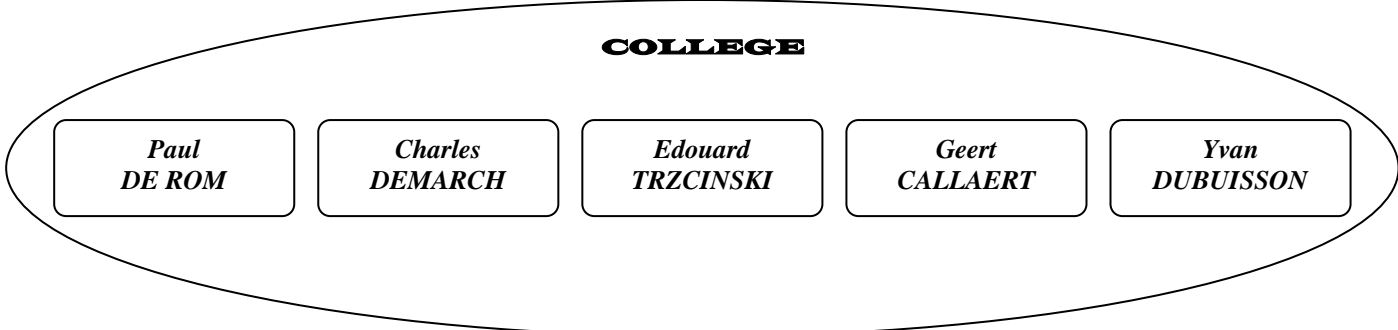 COLLEGE
Paul
DE ROM
Charles
DEMARCH
Edouard
TRZCINSKI
Geert
CALLAERT
Yvan
DUBUISSON